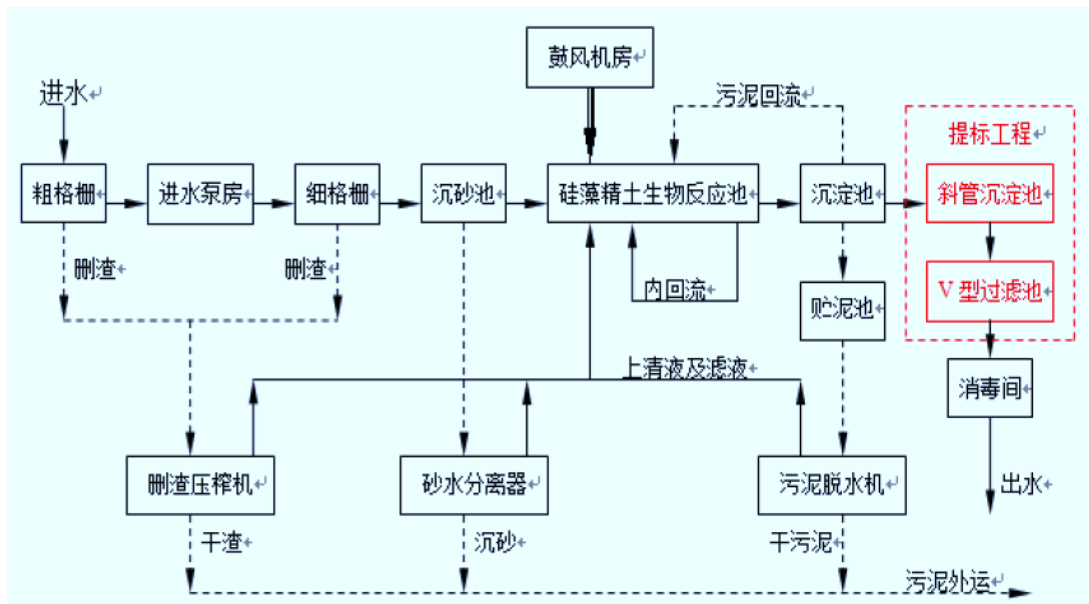 鼓风机房
进水
污泥回流
提标工程
粗格栅
进水泵房
细格栅
沉砂池
硅藻精土生物反应池
沉淀池
斜管沉淀池
删渣
删渣
内回流
贮泥池
V型过滤池
上清液及滤液
消毒间
删渣压榨机
砂水分离器
污泥脱水机
出水
干渣
沉砂
干污泥
污泥外运